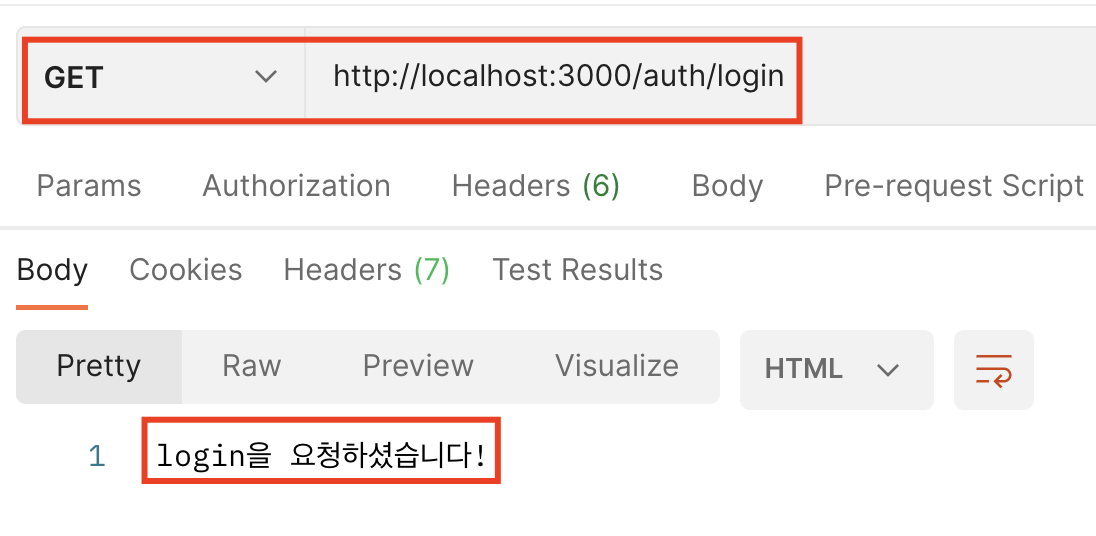 GET http://localhost:3000/auth/login
Params Authorization Headers (6) Body Pre-request Script
Body Cookies Headers (7) Test Results
Pretty Raw Preview Visualize HTML
1 login을 요청하셨습니다!